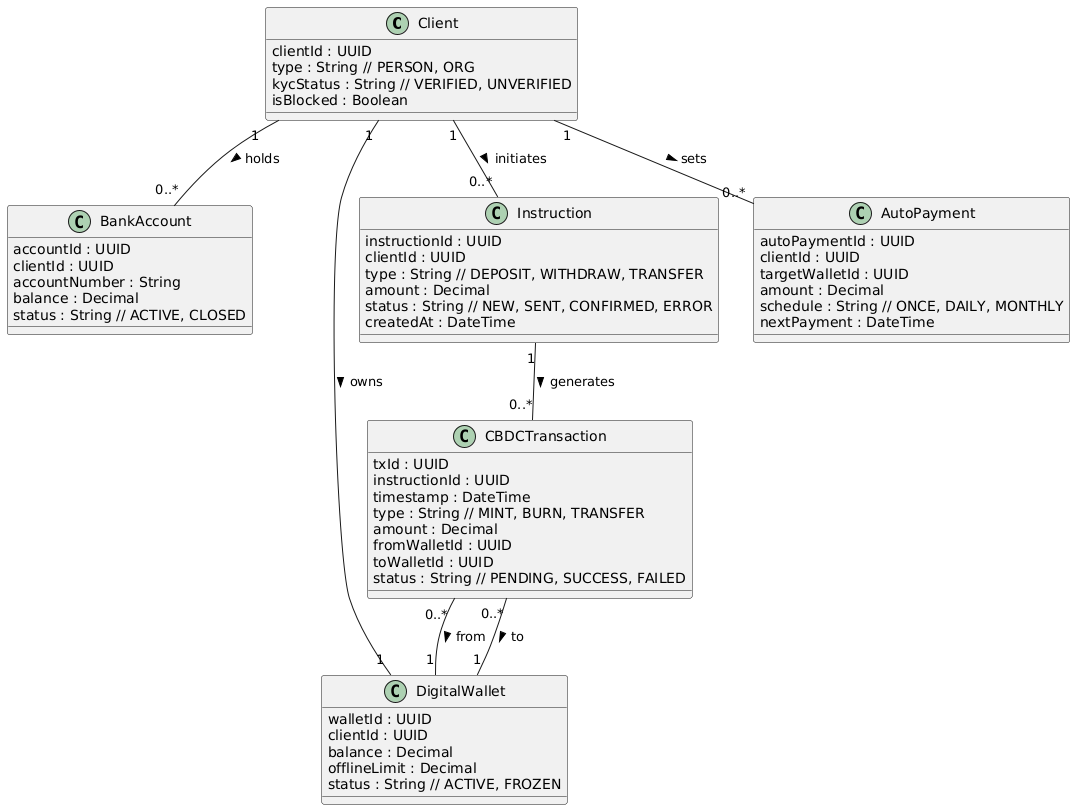 C Client
clientId : UUID
type : String // PERSON, ORG
kycStatus : String // VERIFIED, UNVERIFIED
isBlocked : Boolean
1
1
1
1
holds
initiates
sets
0..*
0..*
0..*
C BankAccount
accountId : UUID
clientId : UUID
accountNumber : String
balance : Decimal
status : String // ACTIVE, CLOSED
C Instruction
instructionId : UUID
clientId : UUID
type : String // DEPOSIT, WITHDRAW, TRANSFER
amount : Decimal
status : String // NEW, SENT, CONFIRMED, ERROR
createdAt : DateTime
C AutoPayment
autoPaymentId : UUID
clientId : UUID
targetWalletId : UUID
amount : Decimal
schedule : String // ONCE, DAILY, MONTHLY
nextPayment : DateTime
1
owns
generates
0..*
C CBDCTransaction
txId : UUID
instructionId : UUID
timestamp : DateTime
type : String // MINT, BURN, TRANSFER
amount : Decimal
fromWalletId : UUID
toWalletId : UUID
status : String // PENDING, SUCCESS, FAILED
0..*
0..*
from
to
1
1
1
C DigitalWallet
walletId : UUID
clientId : UUID
balance : Decimal
offlineLimit : Decimal
status : String // ACTIVE, FROZEN